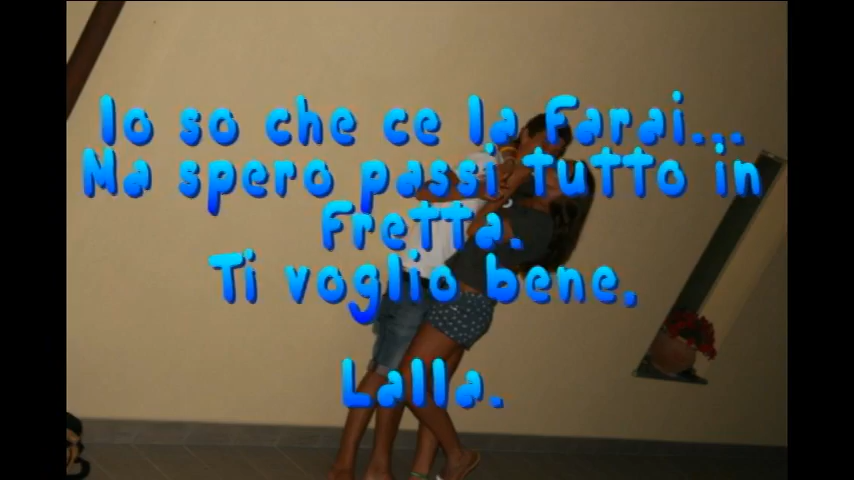 Io so che ce la farai...
Ma spero passi tutto in
fretta.
Ti voglio bene,
Lalla.